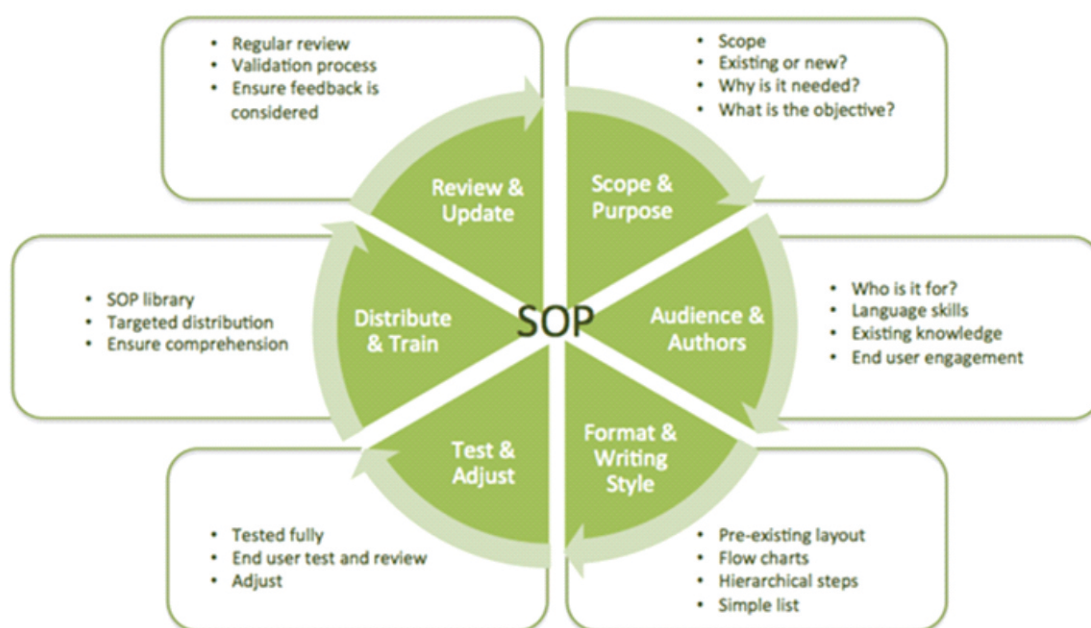 • Regular review
• Validation process
• Ensure feedback is
considered
• Scope
• Existing or new?
• Why is it needed?
• What is the objective?
Review &
Update
Scope &
Purpose
• SOP library
• Targeted distribution
• Ensure comprehension
Distribute
& Train
SOP
Audience &
Authors
• Who is it for?
• Language skills
• Existing knowledge
• End user engagement
Test &
Adjust
Format &
Writing
Style
• Tested fully
• End user test and review
• Adjust
• Pre-existing layout
• Flow charts
• Hierarchical steps
• Simple list